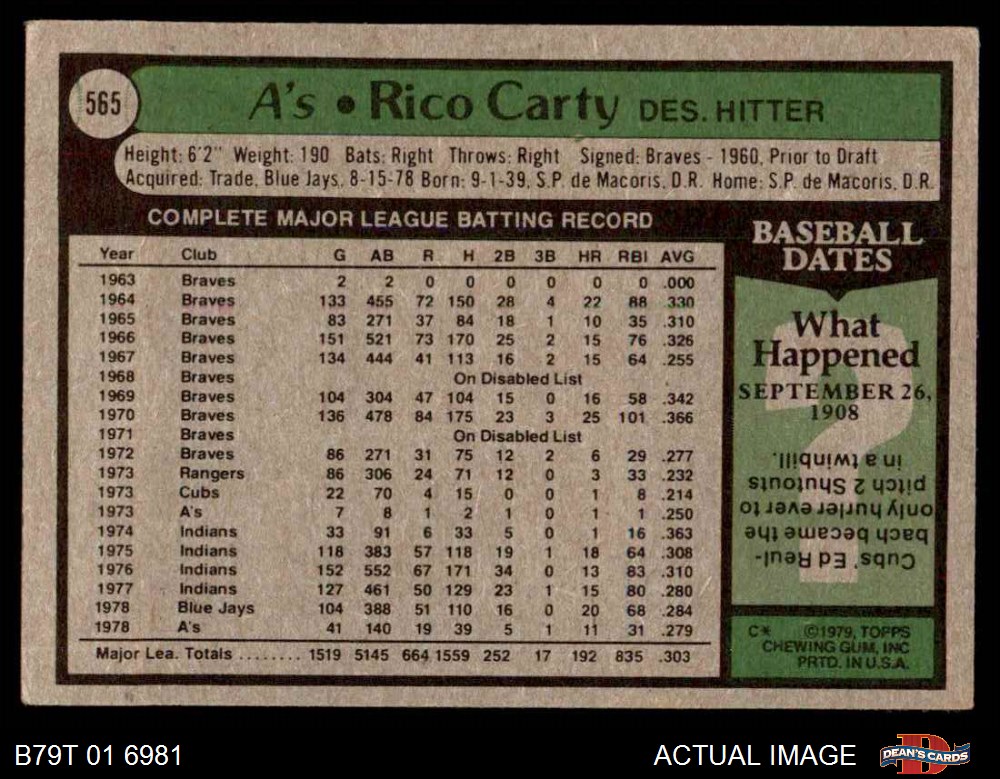 565
A's • Rico Carty DES. HITTER
Height: 6'2" Weight: 190 Bats: Right Throws: Right Signed: Braves - 1960, Prior to Draft
Acquired: Trade, Blue Jays, 8-15-78 Born: 9-1-39, S.P. de Macoris, D.R. Home: S.P. de Macoris, D.R.
COMPLETE MAJOR LEAGUE BATTING RECORD
Year Club G AB R H 2B 3B HR RBI AVG
1963 Braves 2 2 0 0 0 0 0 0 .000
1964 Braves 133 455 72 150 28 4 22 88 .330
1965 Braves 83 271 37 84 18 1 10 35 .310
1966 Braves 151 521 73 170 25 2 15 76 .326
1967 Braves 134 444 41 113 16 2 15 64 .255
1968 Braves On Disabled List
1969 Braves 104 304 47 104 15 0 16 58 .342
1970 Braves 136 478 84 175 23 3 25 101 .366
1971 Braves On Disabled List
1972 Braves 86 271 31 75 12 2 6 29 .277
1973 Rangers 86 306 24 71 12 0 3 33 .232
1973 Cubs 22 70 4 15 0 0 1 8 .214
1973 A's 7 8 1 2 1 0 1 1 .250
1974 Indians 33 91 6 33 5 0 1 16 .363
1975 Indians 118 383 57 118 19 1 18 64 .308
1976 Indians 152 552 67 171 34 0 13 83 .310
1977 Indians 127 461 50 129 23 1 15 80 .280
1978 Blue Jays 104 388 51 110 16 0 20 68 .284
1978 A's 41 140 19 39 5 1 11 31 .279
Major Lea. Totals ........ 1519 5145 664 1559 252 17 192 835 .303
BASEBALL
DATES
What
Happened
SEPTEMBER 26,
1908
?
Cubs' Ed Reul-
bach became the
only hurler ever to
pitch 2 Shutouts
in a twinbill.
C* ©1979, TOPPS
CHEWING GUM, INC
PRTD. IN U.S.A.
B79T 01 6981
ACTUAL IMAGE
D
DEAN'S CARDS